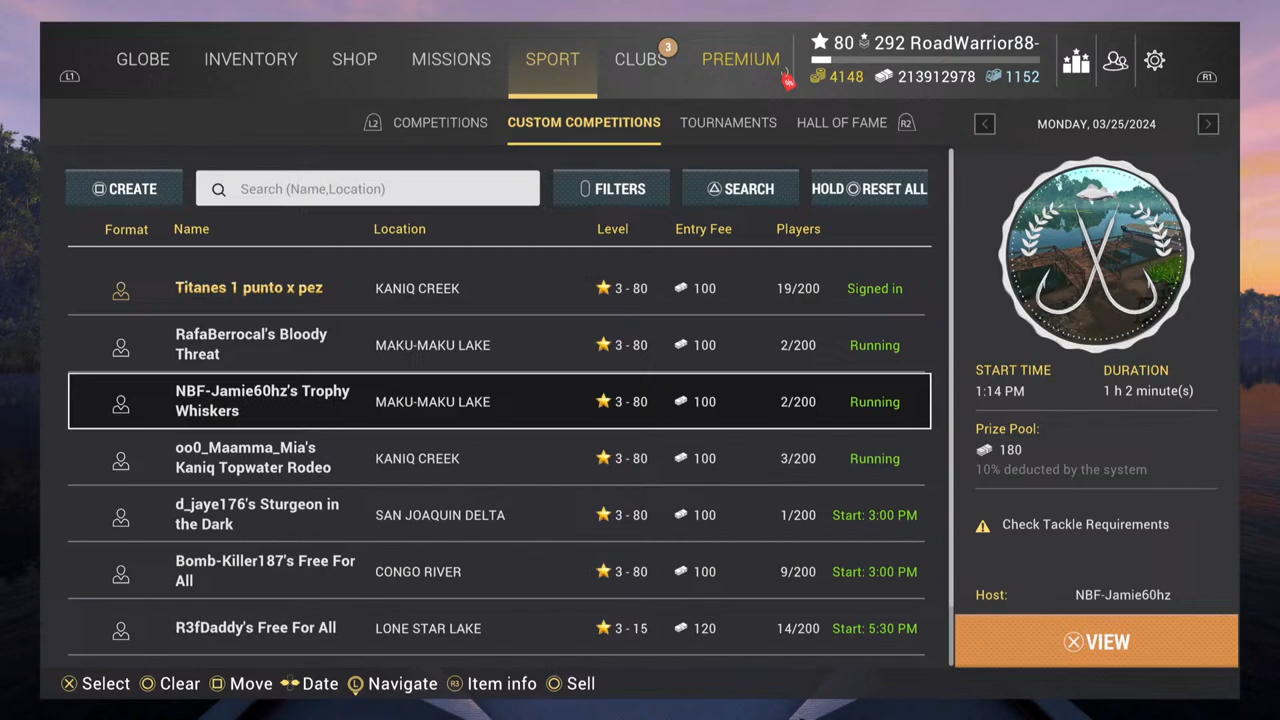 GLOBE INVENTORY SHOP MISSIONS SPORT CLUBS 3 PREMIUM
80 292 RoadWarrior88-
4148 213912978 1152
L1
R1
L2 COMPETITIONS CUSTOM COMPETITIONS TOURNAMENTS HALL OF FAME R2
MONDAY, 03/25/2024
CREATE Search (Name,Location) FILTERS SEARCH HOLD RESET ALL
Format Name Location Level Entry Fee Players
Titanes 1 punto x pez KANIQ CREEK 3 - 80 100 19/200 Signed in
RafaBerrocal's Bloody
Threat MAKU-MAKU LAKE 3 - 80 100 2/200 Running
NBF-Jamie60hz's Trophy
Whiskers MAKU-MAKU LAKE 3 - 80 100 2/200 Running
oo0_Maamma_Mia's
Kaniq Topwater Rodeo KANIQ CREEK 3 - 80 100 3/200 Running
d_jaye176's Sturgeon in
the Dark SAN JOAQUIN DELTA 3 - 80 100 1/200 Start: 3:00 PM
Bomb-Killer187's Free For
All CONGO RIVER 3 - 80 100 9/200 Start: 3:00 PM
R3fDaddy's Free For All LONE STAR LAKE 3 - 15 120 14/200 Start: 5:30 PM
START TIME DURATION
1:14 PM 1 h 2 minute(s)
Prize Pool:
180
10% deducted by the system
Check Tackle Requirements
Host: NBF-Jamie60hz
VIEW
Select Clear Move Date L Navigate R3 Item info Sell